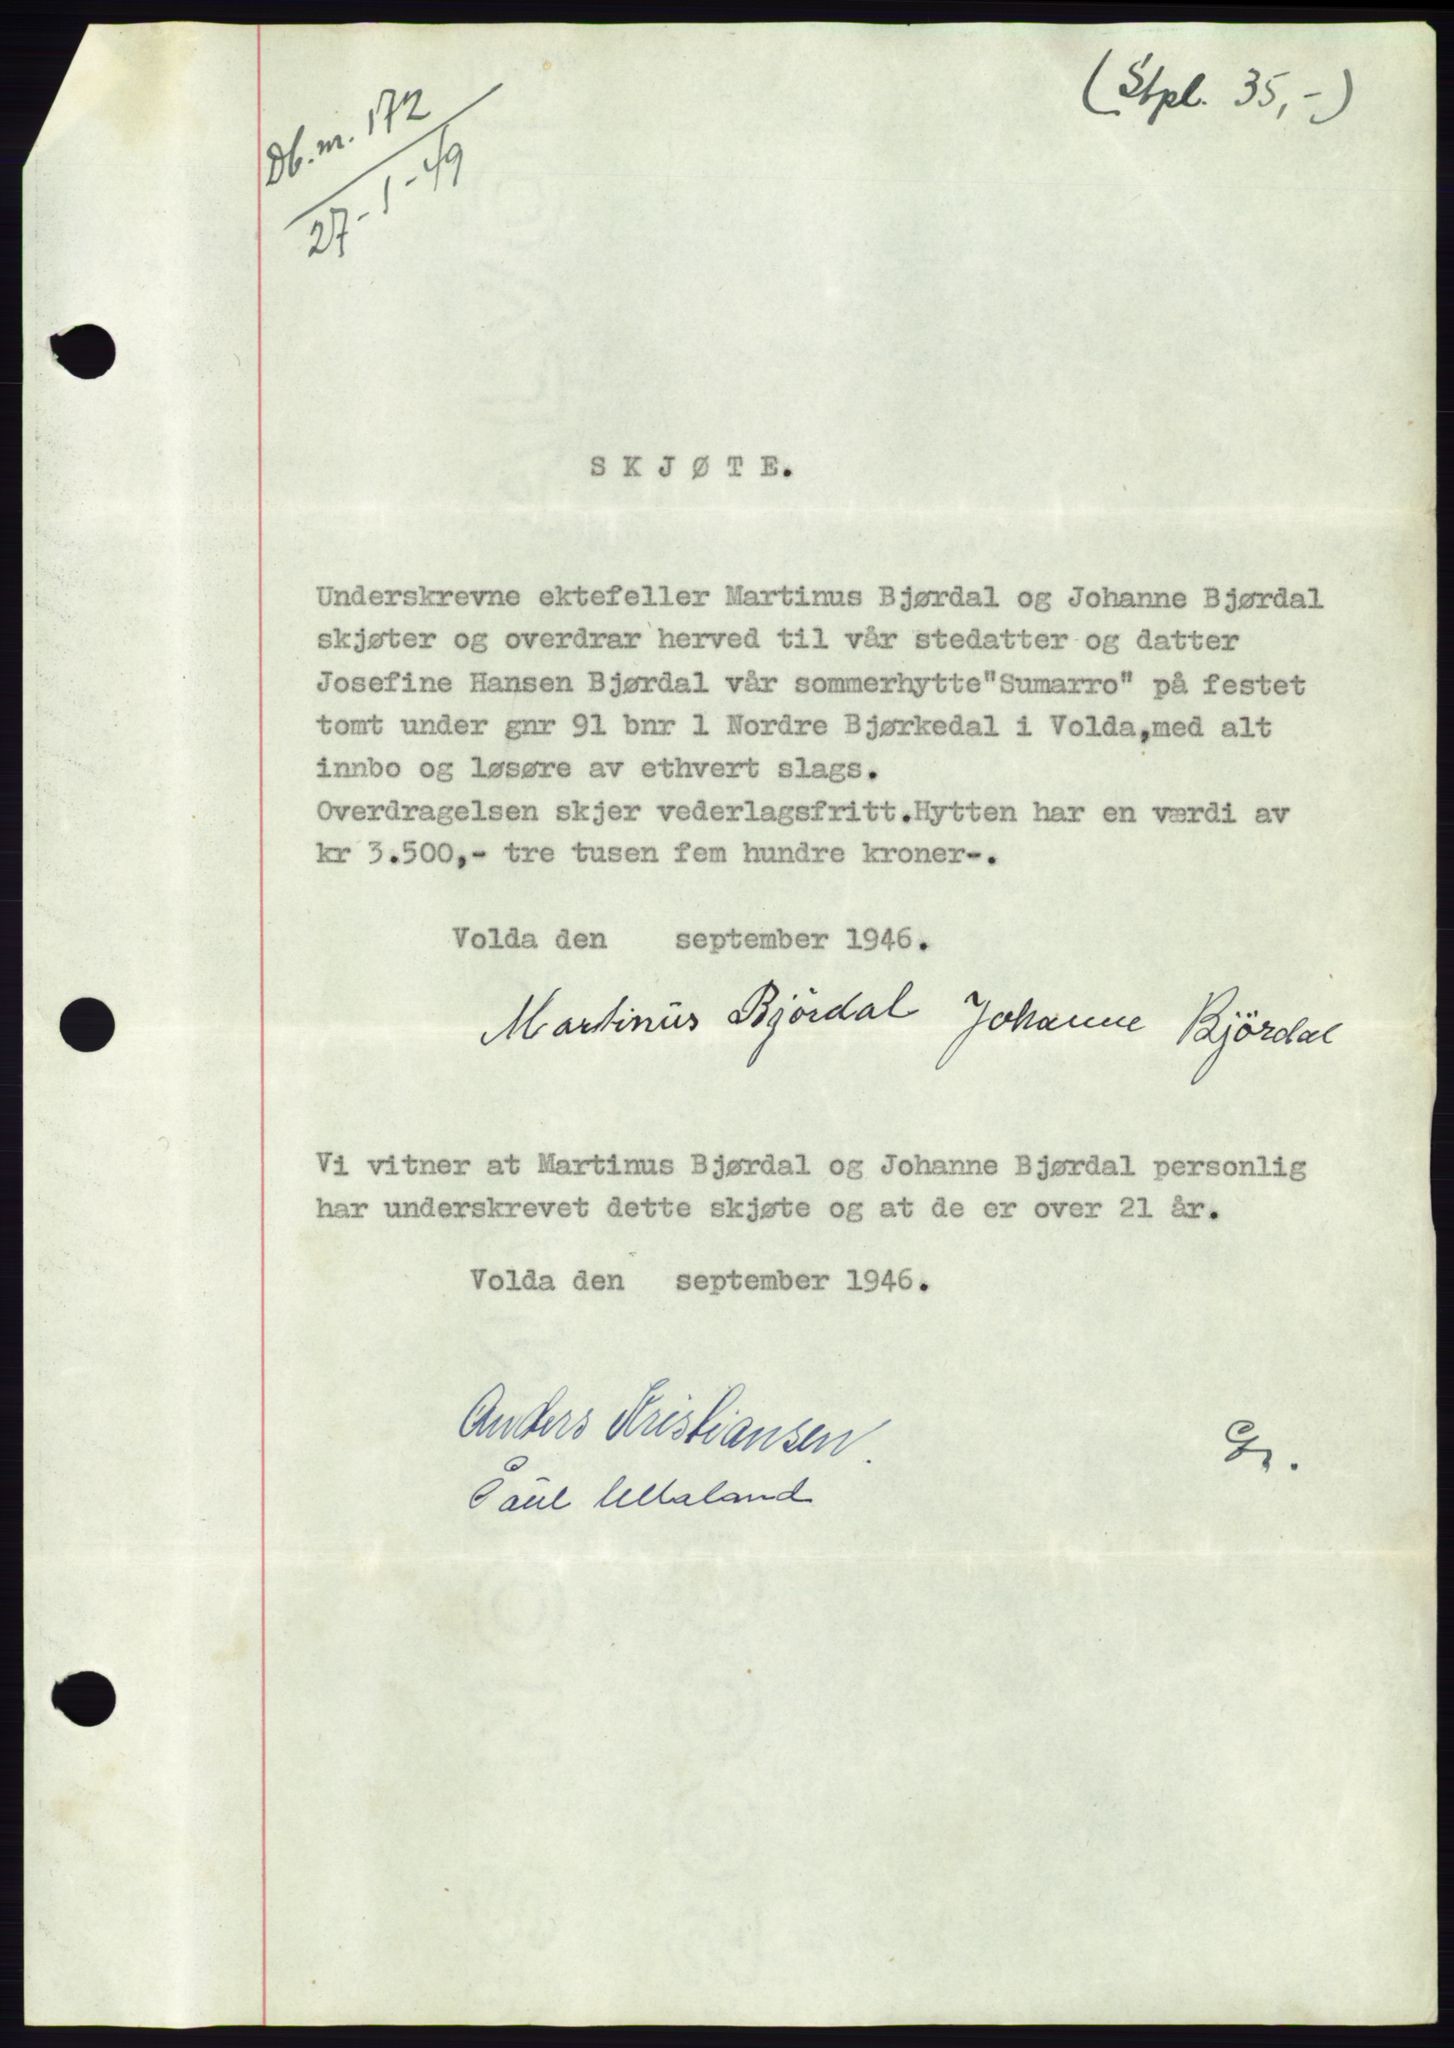 (Stpl. 35,-)
Db. nr. 172
27-1-49
SKJØTE.
Underskrevne ektefeller Martinus Bjørdal og Johanne Bjørdal
skjøter og overdrar herved til vår stedatter og datter
Josefine Hansen Bjørdal vår sommerhytte"Sumarro" på festet
tomt under gnr 91 bnr 1 Nordre Bjørkedal i Volda,med alt
innbo og løsøre av ethvert slags.
Overdragelsen skjer vederlagsfritt.Hytten har en værdi av
kr 3.500,- tre tusen fem hundre kroner-.
Volda den september 1946.
Martinus Björdal Johanne Björdal
Vi vitner at Martinus Bjørdal og Johanne Bjørdal personlig
har underskrevet dette skjøte og at de er over 21 år.
Volda den september 1946.
Anders Kristiansen.
Paul